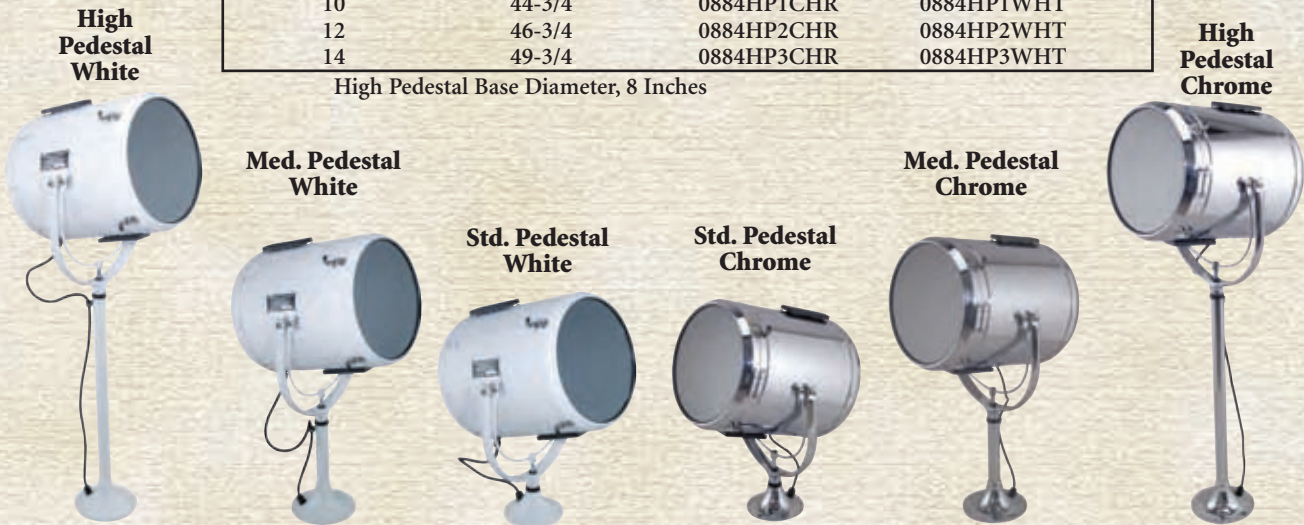 High
Pedestal
White
10 44-3/4 0884HP1CHR 0884HP1WHT
12 46-3/4 0884HP2CHR 0884HP2WHT
14 49-3/4 0884HP3CHR 0884HP3WHT
High Pedestal Base Diameter, 8 Inches
High
Pedestal
Chrome
Med. Pedestal
White
Med. Pedestal
Chrome
Std. Pedestal
White
Std. Pedestal
Chrome